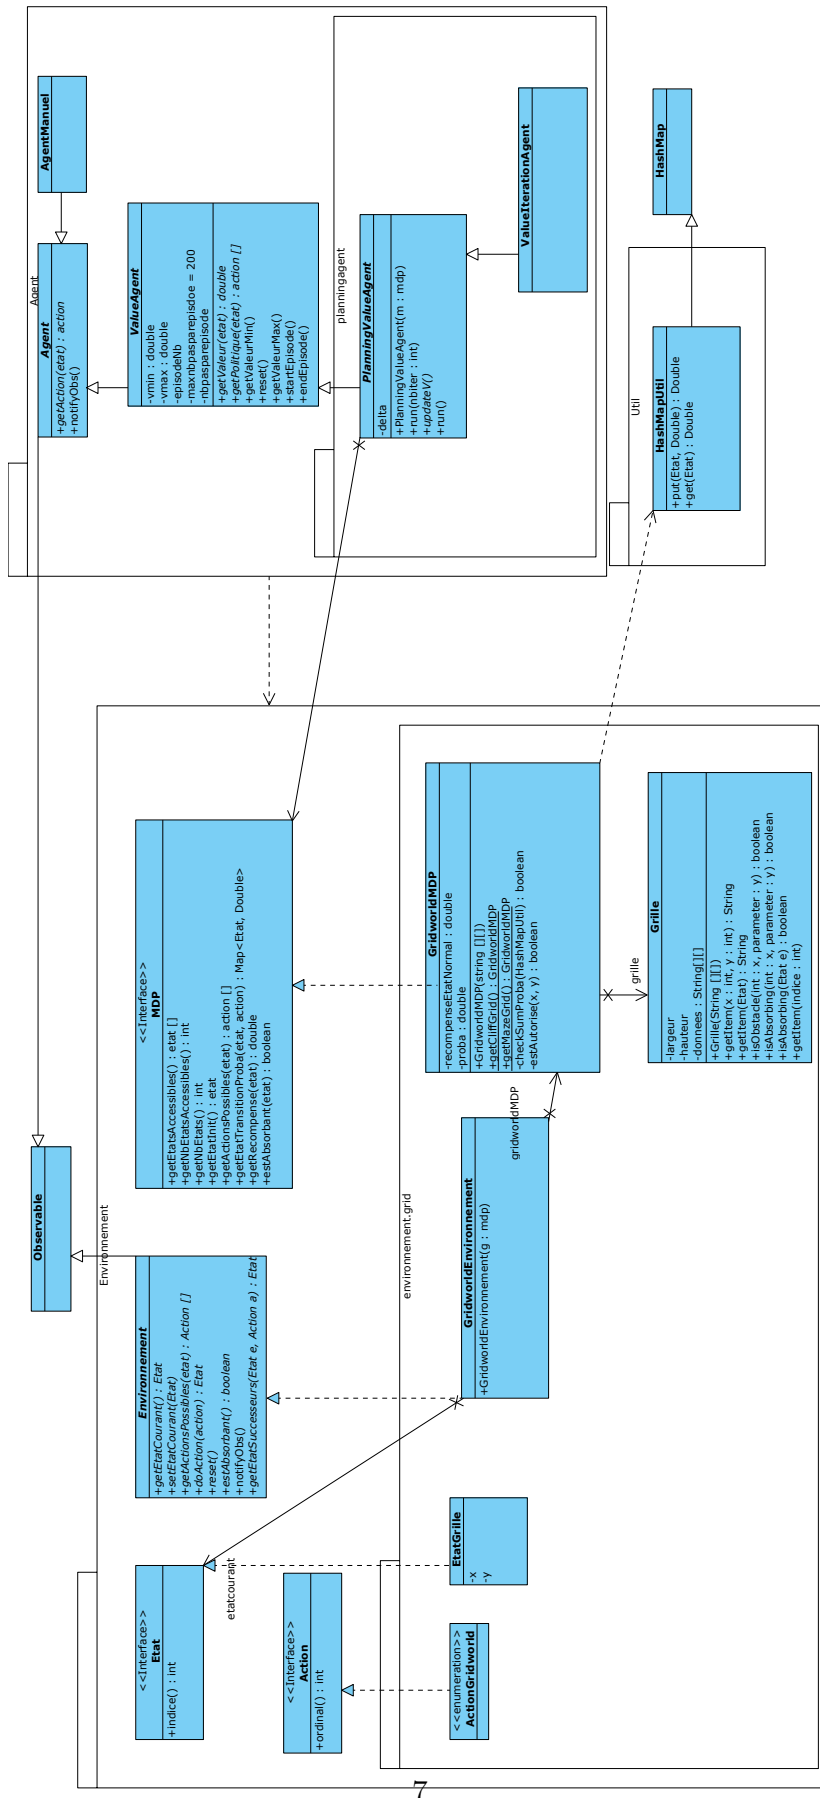 Agent
AgentManuel
Agent
+getAction(etat) : action
+notifyObs()
ValueAgent
-vmin : double
-vmax : double
-episodeNb
-maxnbpasparepisdoe = 200
-nbpasparepisode
+getValeur(etat) : double
+getPolitique(etat) : action []
+getValeurMin()
+reset()
+getValeurMax()
+startEpisode()
+endEpisode()
planningagent
PlanningValueAgent
-delta
+PlanningValueAgent(m : mdp)
+run(nbiter : int)
+updateV()
+run()
ValueIterationAgent
HashMap
Util
HashMapUtil
+put(Etat, Double) : Double
+get(Etat) : Double
Observable
Environnement
<<Interface>>
MDP
+getEtatsAccessibles() : etat []
+getNbEtatsAccessibles() : int
+getNbEtats() : int
+getEtatInit() : etat
+getActionsPossibles(etat) : action []
+getEtatTransitionProba(etat, action) : Map<Etat, Double>
+getRecompense(etat) : double
+estAbsorbant(etat) : boolean
Environnement
+getEtatCourant() : Etat
+setEtatCourant(Etat)
+getActionsPossibles(etat) : Action []
+doAction(action) : Etat
+reset()
+estAbsorbant() : boolean
+notifyObs()
+getEtatSuccesseurs(Etat e, Action a) : Etat
<<Interface>>
Etat
+indice() : int
etatcourant
<<Interface>>
Action
+ordinal() : int
environnement.grid
GridworldMDP
-recompenseEtatNormal : double
-proba : double
+GridworldMDP(string [][])
+getCliffGrid() : GridworldMDP
+getMazeGrid() : GridworldMDP
-checkSumProba(HashMapUtil) : boolean
-estAutorise(x, y) : boolean
gridworldMDP
GridworldEnvironnement
+GridworldEnvironnement(g : mdp)
EtatGrille
-x
-y
<<enumeration>>
ActionGridworld
grille
Grille
-largeur
-hauteur
-donnees : String[][]
+Grille(String [][])
+getItem(x : int, y : int) : String
+getItem(Etat) : String
+isObstacle(int : x, parameter : y) : boolean
+isAbsorbing(int : x, parameter : y) : boolean
+isAbsorbing(Etat e) : boolean
+getItem(indice : int)
7